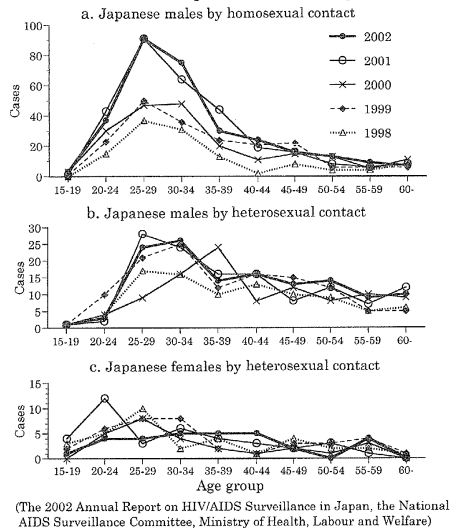 a. Japanese males by homosexual contact
100
80
60
40
20
0
Cases
2002
2001
2000
1999
1998
15-19 20-24 25-29 30-34 35-39 40-44 45-49 50-54 55-59 60-
b. Japanese males by heterosexual contact
30
25
20
15
10
5
0
Cases
15-19 20-24 25-29 30-34 35-39 40-44 45-49 50-54 55-59 60-
c. Japanese females by heterosexual contact
15
10
5
0
Cases
15-19 20-24 25-29 30-34 35-39 40-44 45-49 50-54 55-59 60-
Age group
(The 2002 Annual Report on HIV/AIDS Surveillance in Japan, the National
AIDS Surveillance Committee, Ministry of Health, Labour and Welfare)